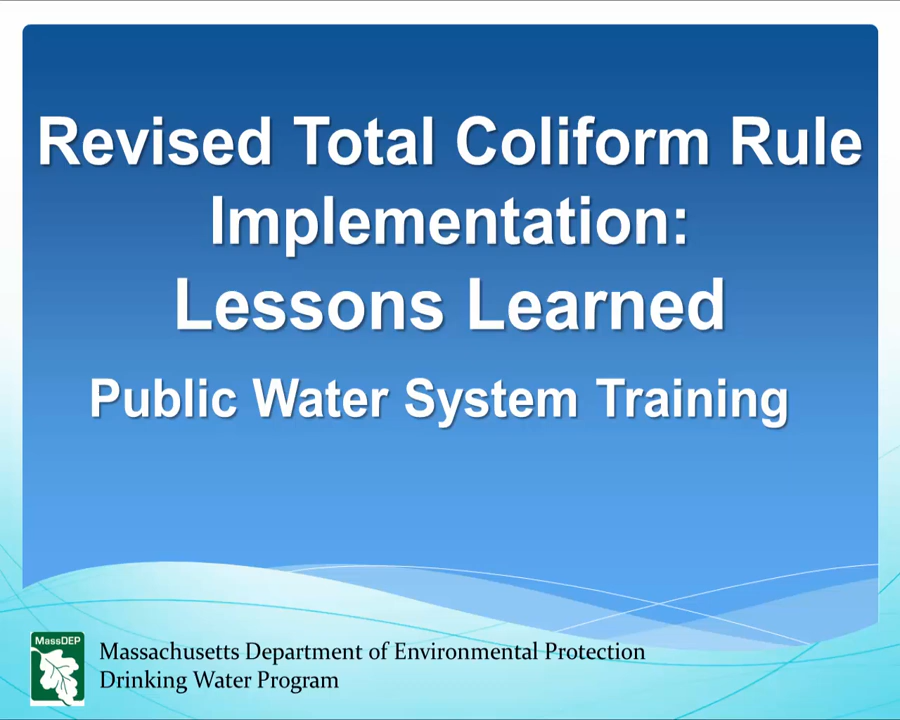 Revised Total Coliform Rule
Implementation:
Lessons Learned
Public Water System Training
MassDEP
Massachusetts Department of Environmental Protection
Drinking Water Program